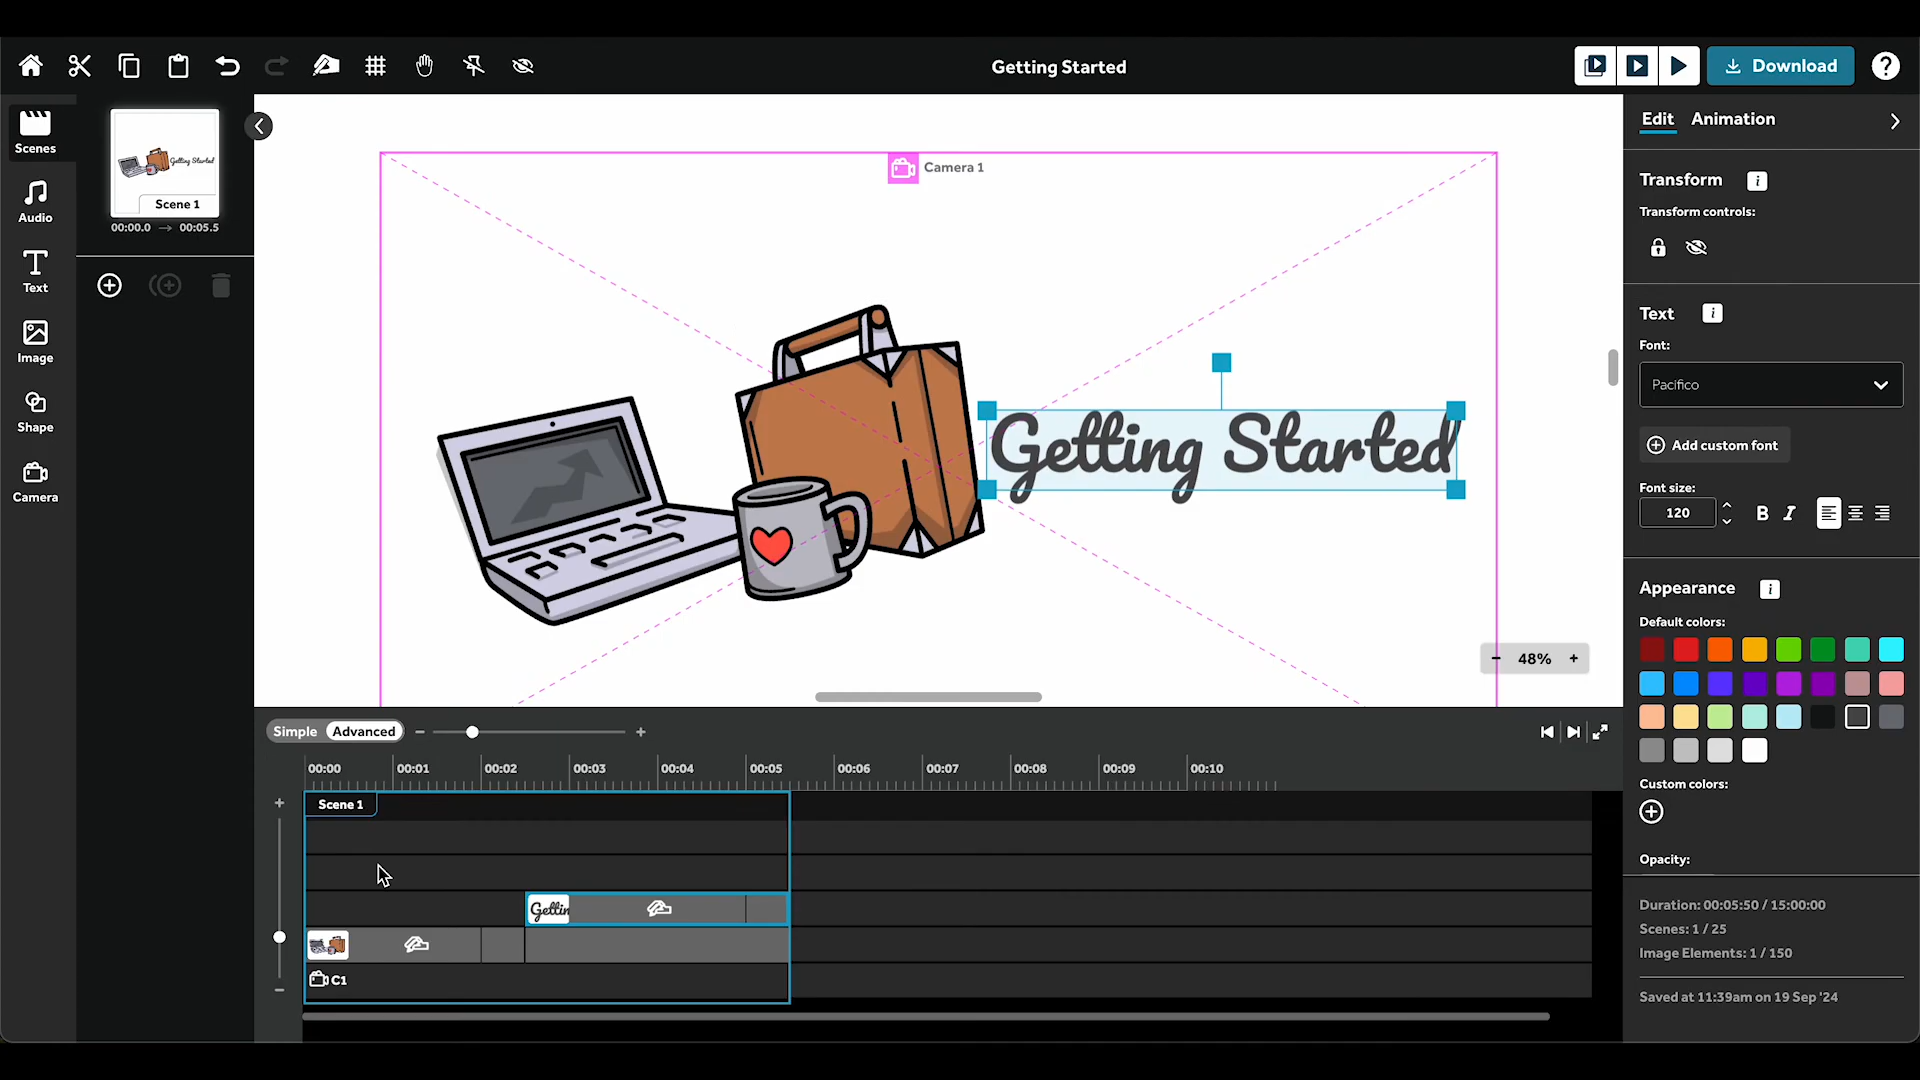 Getting Started
Download
?
Scenes
Audio
Text
Image
Shape
Camera
Getting Started
Scene 1
00:00.0 → 00:05.5
Camera 1
Getting Started
- 48% +
Edit Animation
Transform i
Transform controls:
Text i
Font:
Pacifico
Add custom font
Font size:
120 B I
Appearance i
Default colors:
Custom colors:
Opacity:
Duration: 00:05:50 / 15:00:00
Scenes: 1 / 25
Image Elements: 1 / 150
Saved at 11:39am on 19 Sep '24
Simple Advanced - +
00:00 00:01 00:02 00:03 00:04 00:05 00:06 00:07 00:08 00:09 00:10
Scene 1
Gettin
C1